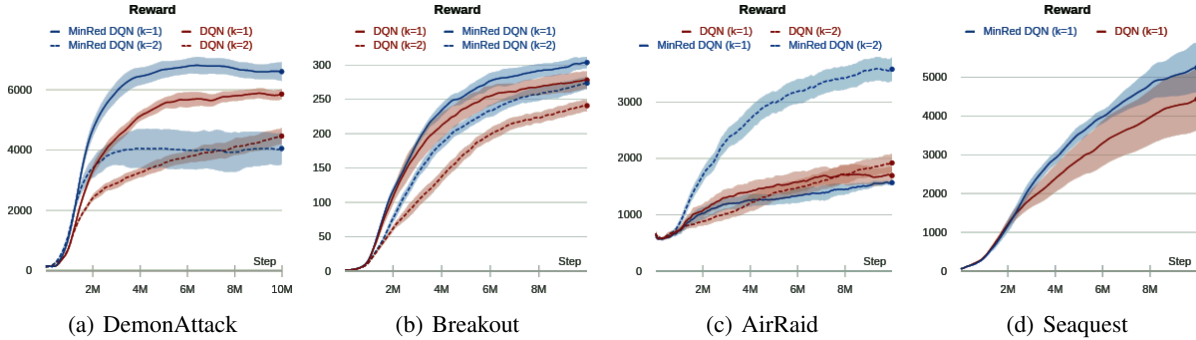 Reward
MinRed DQN (k=1) DQN (k=1)
MinRed DQN (k=2) DQN (k=2)
6000
4000
2000
0
Step
2M 4M 6M 8M 10M
(a) DemonAttack
Reward
DQN (k=1) MinRed DQN (k=1)
DQN (k=2) MinRed DQN (k=2)
300
250
200
150
100
50
0
Step
2M 4M 6M 8M
(b) Breakout
Reward
DQN (k=1) DQN (k=2)
MinRed DQN (k=1) MinRed DQN (k=2)
3000
2000
1000
0
Step
2M 4M 6M 8M
(c) AirRaid
Reward
MinRed DQN (k=1) DQN (k=1)
5000
4000
3000
2000
1000
0
Step
2M 4M 6M 8M
(d) Seaquest